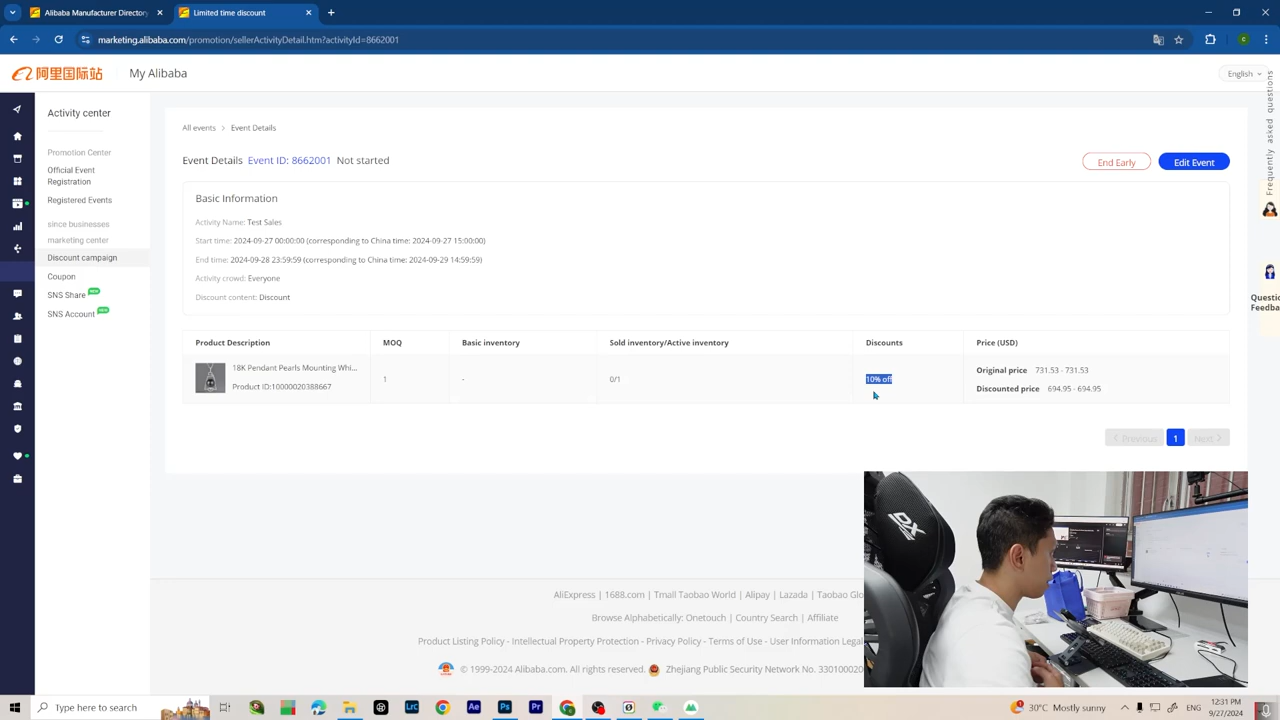 Alibaba Manufacturer Director
Limited time discount
marketing.alibaba.com/promotion/sellerActivityDetail.htm?activityId=8662001
阿里国际站
My Alibaba
English
Activity center
Promotion Center
Official Event
Registration
Registered Events
since businesses
marketing center
Discount campaign
Coupon
SNS Share NEW
SNS Account NEW
All events > Event Details
Event Details Event ID: 8662001 Not started
End Early
Edit Event
Basic Information
Activity Name: Test Sales
Start time: 2024-09-27 00:00:00 (corresponding to China time: 2024-09-27 15:00:00)
End time: 2024-09-28 23:59:59 (corresponding to China time: 2024-09-29 14:59:59)
Activity crowd: Everyone
Discount content: Discount
Product Description MOQ Basic inventory Sold inventory/Active inventory Discounts Price (USD)
18K Pendant Pearls Mounting Whi...
Product ID:10000020388667
1
-
0/1
10% off
Original price 731.53 - 731.53
Discounted price 694.95 - 694.95
< Previous 1 Next >
Frequently asked questions
Questio
Feedba
AliExpress | 1688.com | Tmall Taobao World | Alipay | Lazada | Taobao Glo
Browse Alphabetically: Onetouch | Country Search | Affiliate
Product Listing Policy - Intellectual Property Protection - Privacy Policy - Terms of Use - User Information Legal
© 1999-2024 Alibaba.com. All rights reserved. Zhejiang Public Security Network No. 3301000200
DX
Type here to search
Lrc
Ae
Ps
Pr
30°C Mostly sunny
12:31 PM
9/27/2024